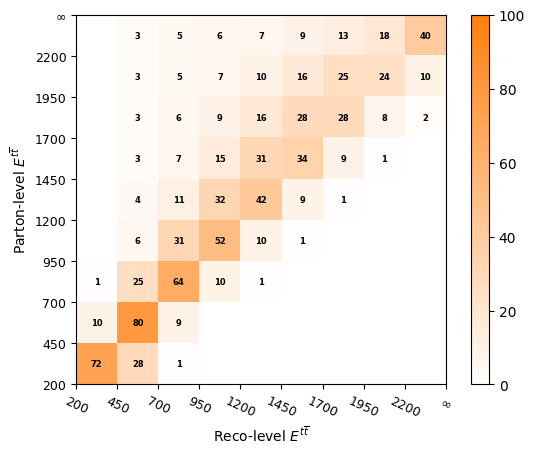 ∞
3 5 6 7 9 13 18 40
2200
3 5 7 10 16 25 24 10
1950
3 6 9 16 28 28 8 2
1700
3 7 15 31 34 9 1
1450
4 11 32 42 9 1
1200
6 31 52 10 1
950
1 25 64 10 1
700
10 80 9
450
72 28 1
200
Parton-level $E^{t\overline{t}}$
200 450 700 950 1200 1450 1700 1950 2200 ∞
Reco-level $E^{t\overline{t}}$
100
80
60
40
20
0